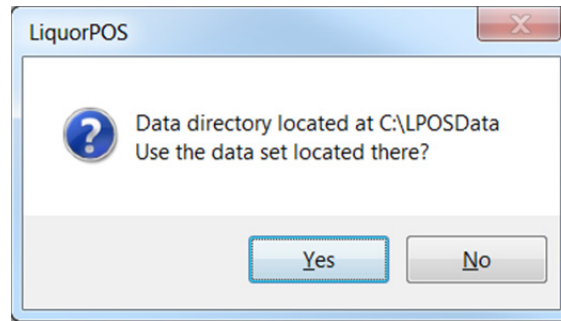 LiquorPOS
Data directory located at C:\LPOSData
Use the data set located there?
Yes
No